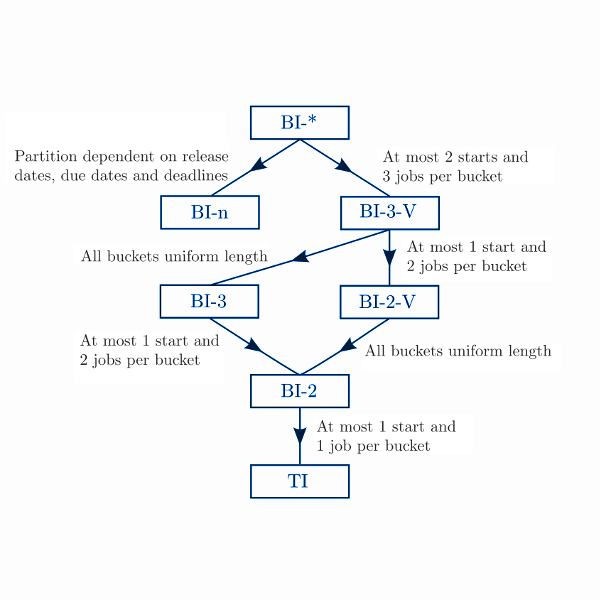 BI-*
Partition dependent on release
dates, due dates and deadlines
At most 2 starts and
3 jobs per bucket
BI-n
BI-3-V
All buckets uniform length
At most 1 start and
2 jobs per bucket
BI-3
BI-2-V
At most 1 start and
2 jobs per bucket
All buckets uniform length
BI-2
At most 1 start and
1 job per bucket
TI